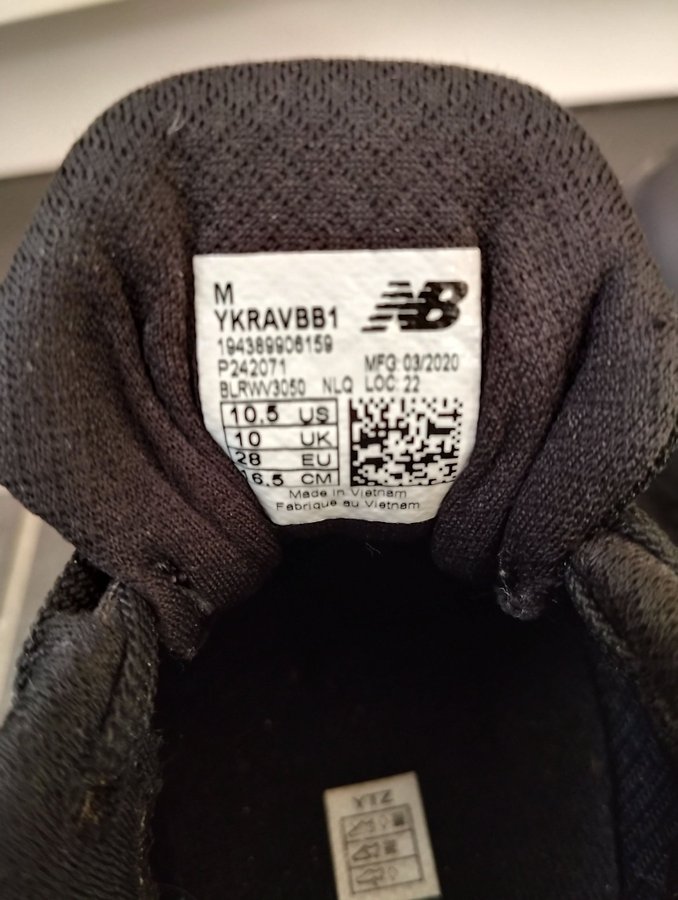 M
YKRAVBB1
NB
194389906159
P242071 MFG: 03/2020
BLRWV3050 NLQ LOC: 22
10.5 US
10 UK
28 EU
16.5 CM
Made in Vietnam
Fabriqué au Vietnam